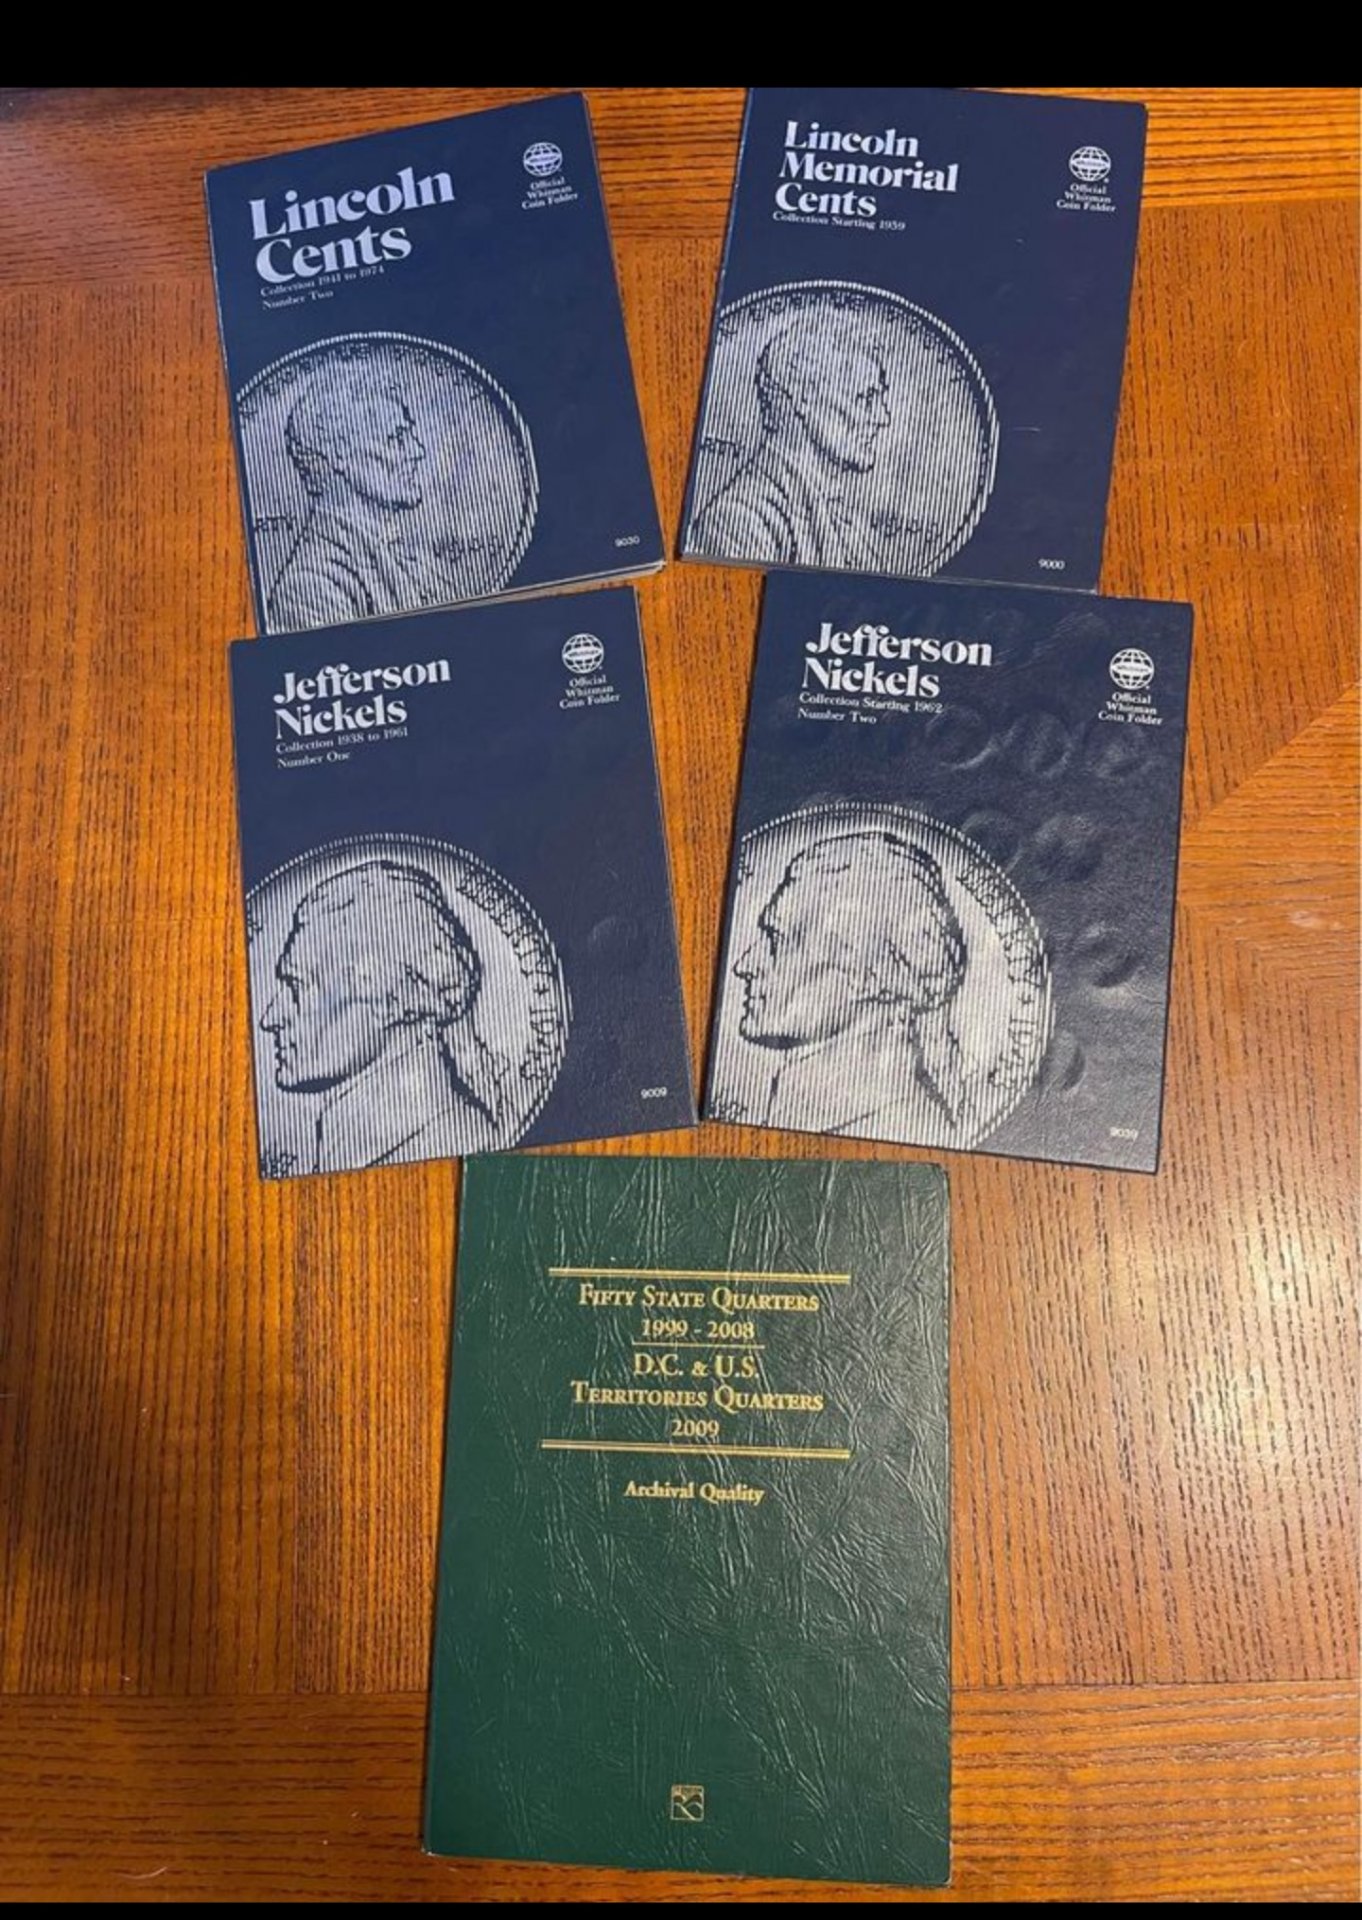 Lincoln
Cents
Collection 1941 to 1974
Number Two
Official
Whitman
Coin Folder
9030
Lincoln
Memorial
Cents
Collection Starting 1959
Official
Whitman
Coin Folder
9000
Jefferson
Nickels
Collection 1938 to 1961
Number One
Official
Whitman
Coin Folder
9009
Jefferson
Nickels
Collection Starting 1962
Number Two
Official
Whitman
Coin Folder
9039
FIFTY STATE QUARTERS
1999 - 2008
D.C. & U.S.
TERRITORIES QUARTERS
2009
Archival Quality